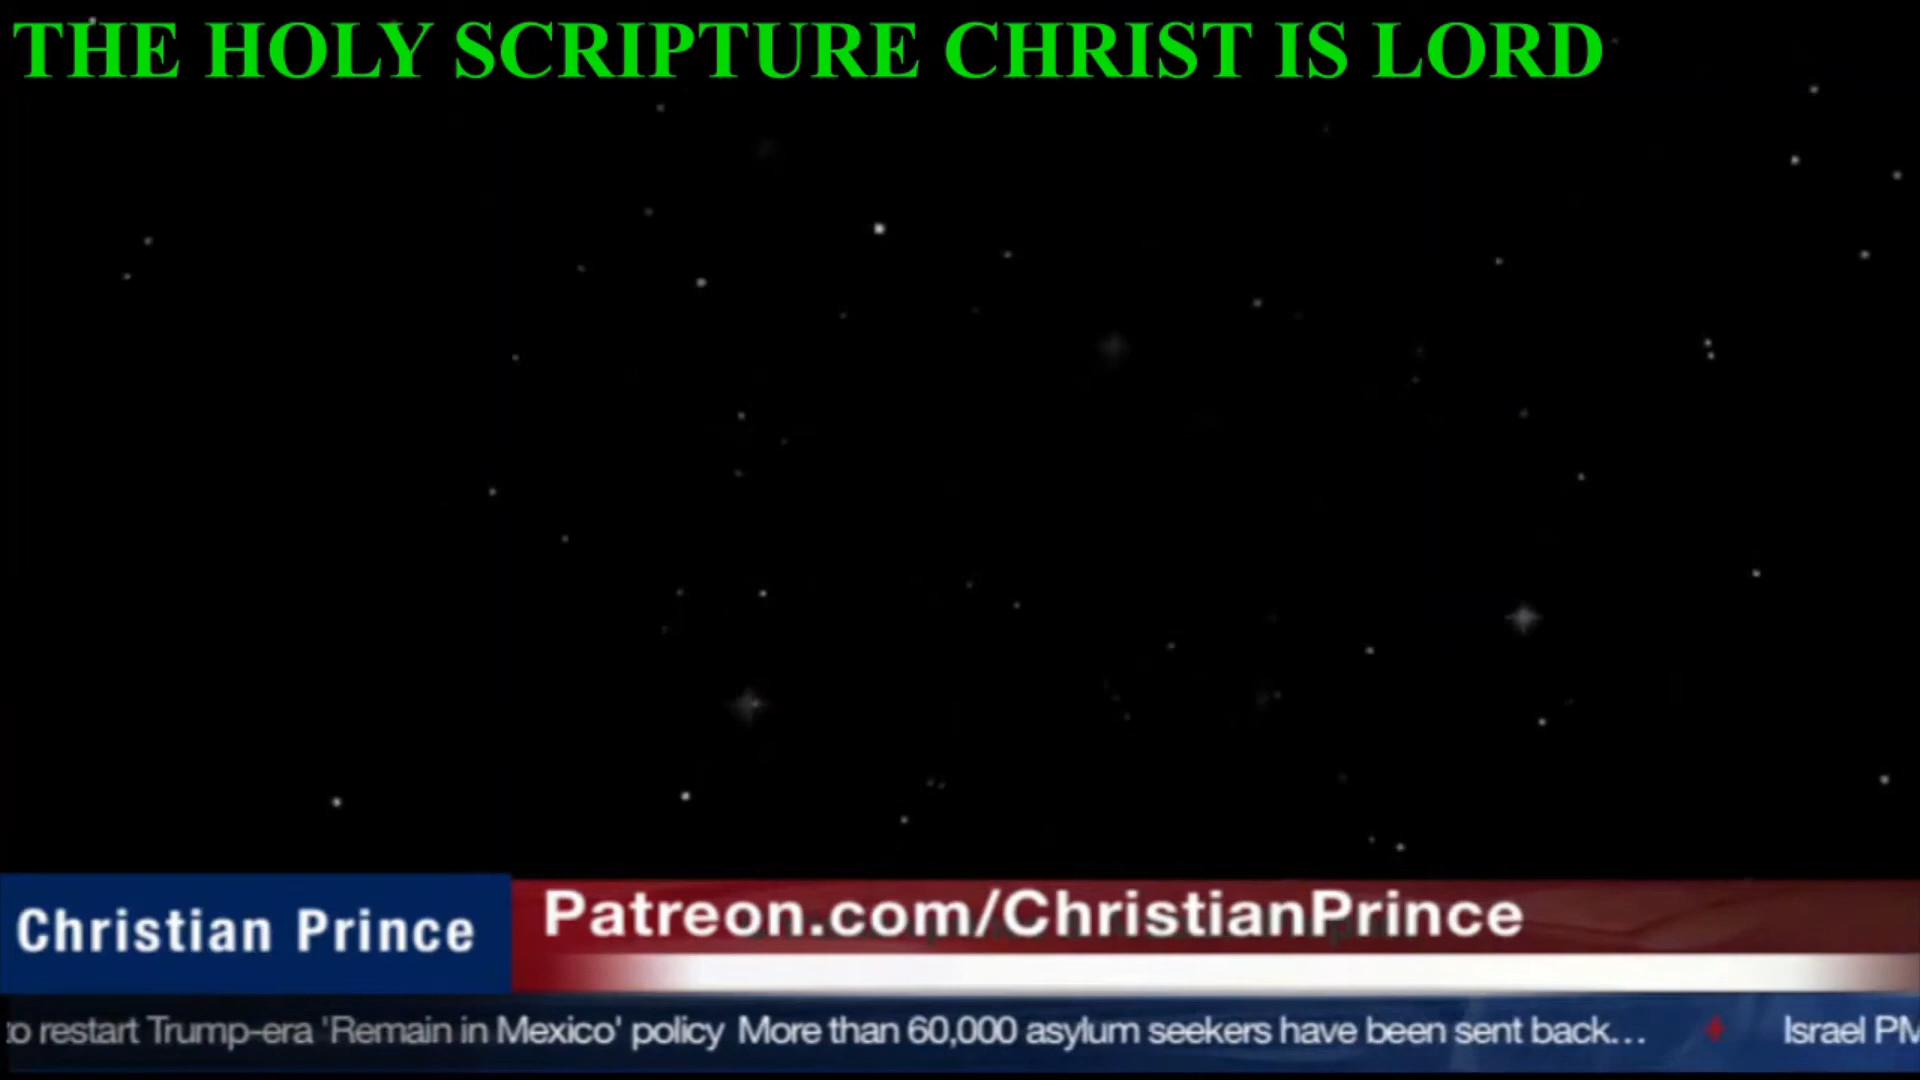 THE HOLY SCRIPTURE CHRIST IS LORD
Christian Prince
Patreon.com/ChristianPrince
restart Trump-era 'Remain in Mexico' policy More than 60,000 asylum seekers have been sent back... Israel PM